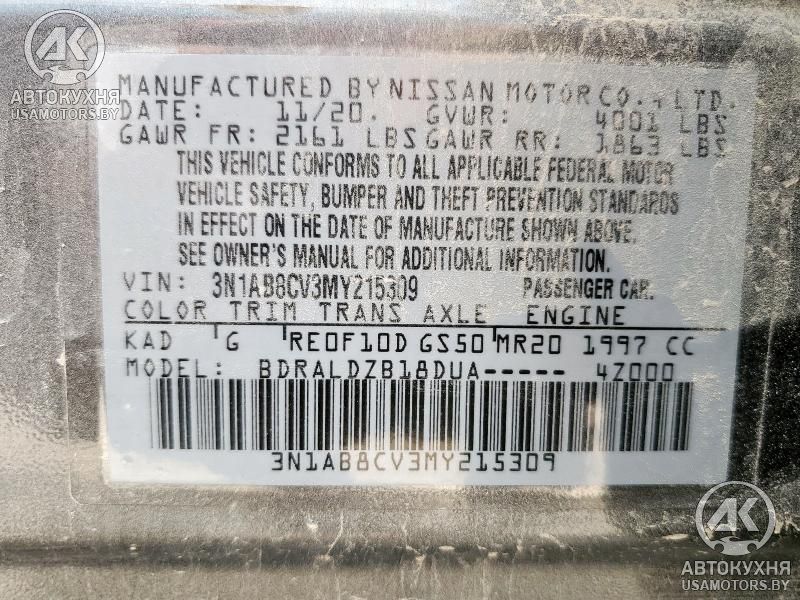 АК
АВТОКУХНЯ
USAMOTORS.BY
MANUFACTURED BY NISSAN MOTOR CO., LTD.
DATE: 11/20. GVWR: 4001 LBS
GAWR FR: 2161 LBS GAWR RR: 1863 LBS
THIS VEHICLE CONFORMS TO ALL APPLICABLE FEDERAL MOTOR
VEHICLE SAFETY, BUMPER AND THEFT PREVENTION STANDARDS
IN EFFECT ON THE DATE OF MANUFACTURE SHOWN ABOVE.
SEE OWNER'S MANUAL FOR ADDITIONAL INFORMATION.
VIN: 3N1AB8CV3MY215309 PASSENGER CAR.
COLOR TRIM TRANS AXLE ENGINE
KAD G RE0F10D GS50 MR20 1997 CC
MODEL: BDRALDZB18DUA----- 4Z000
3N1AB8CV3MY215309
АК
АВТОКУХНЯ
USAMOTORS.BY